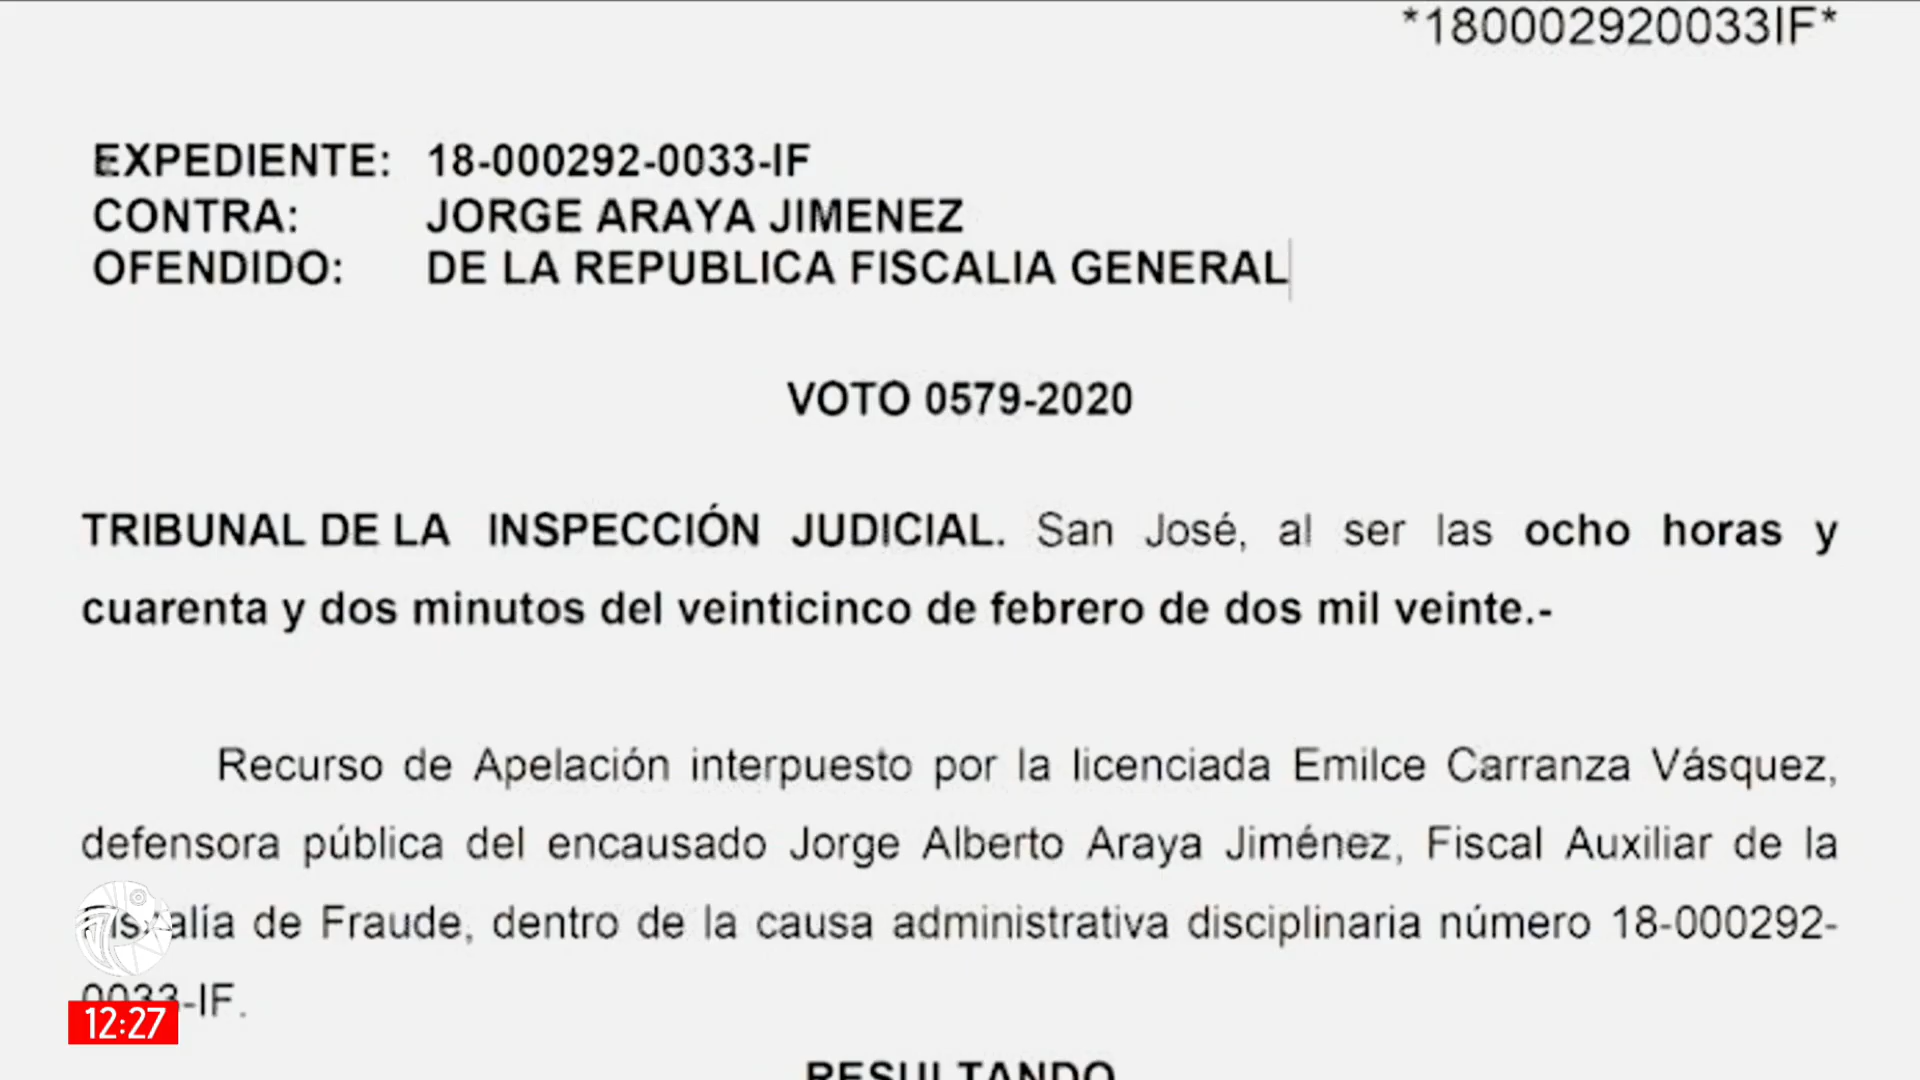 *180002920033IF*
EXPEDIENTE: 18-000292-0033-IF
CONTRA: JORGE ARAYA JIMENEZ
OFENDIDO: DE LA REPUBLICA FISCALIA GENERAL
VOTO 0579-2020
TRIBUNAL DE LA INSPECCIÓN JUDICIAL. San José, al ser las ocho horas y
cuarenta y dos minutos del veinticinco de febrero de dos mil veinte.-
Recurso de Apelación interpuesto por la licenciada Emilce Carranza Vásquez,
defensora pública del encausado Jorge Alberto Araya Jiménez, Fiscal Auxiliar de la
Fiscalía de Fraude, dentro de la causa administrativa disciplinaria número 18-000292-
0033-IF.
12:27
RESULTANDO